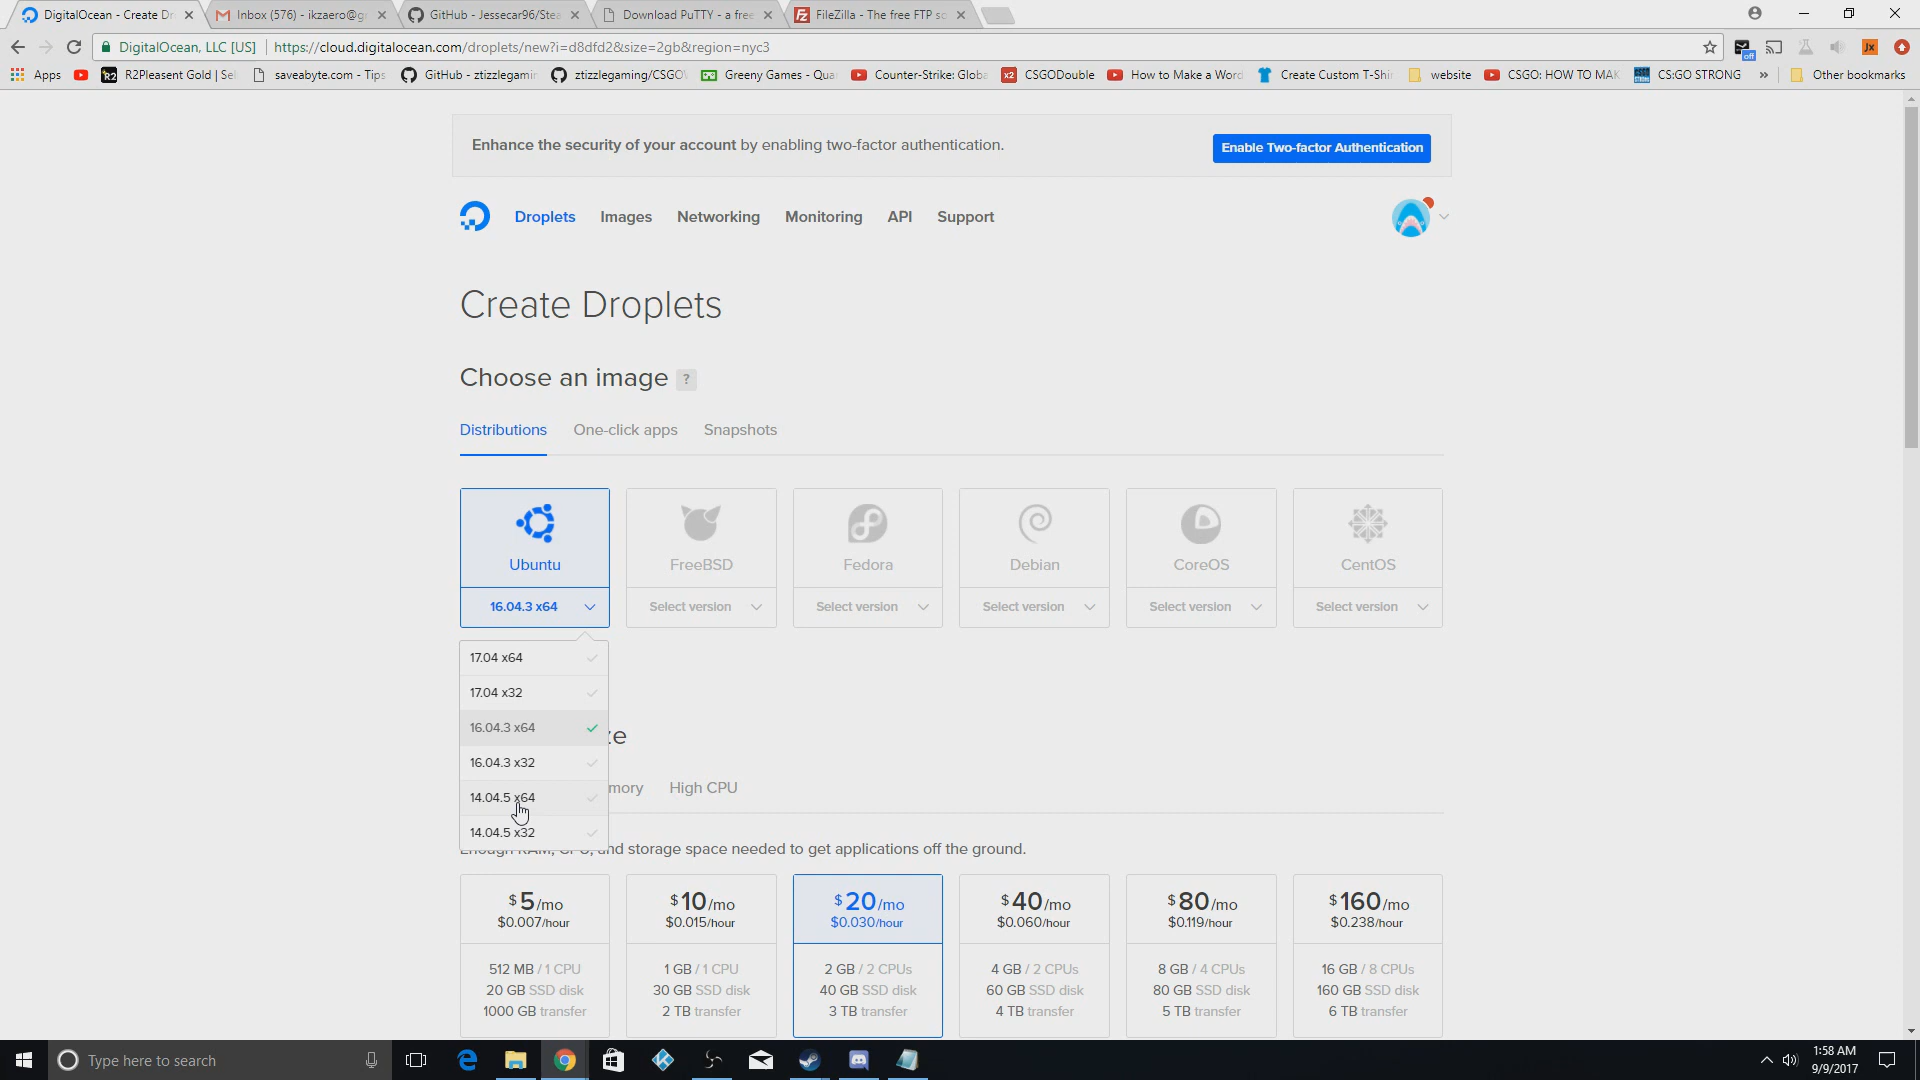 DigitalOcean - Create Dr
Inbox (576) - ikzaero@g
GitHub - Jessecar96/Stea
Download PuTTY - a free
FileZilla - The free FTP so
DigitalOcean, LLC [US]
https://cloud.digitalocean.com/droplets/new?i=d8dfd2&size=2gb&region=nyc3
Apps
R2Pleasent Gold | Sel
saveabyte.com - Tips
GitHub - ztizzlegamin
ztizzlegaming/CSGO
Greeny Games - Qua
Counter-Strike: Globa
CSGODouble
How to Make a Word
Create Custom T-Shir
website
CSGO: HOW TO MAK
CS:GO STRONG
»
Other bookmarks
Enhance the security of your account by enabling two-factor authentication.
Enable Two-factor Authentication
Droplets
Images
Networking
Monitoring
API
Support
Create Droplets
Choose an image ?
Distributions
One-click apps
Snapshots
Ubuntu
FreeBSD
Fedora
Debian
CoreOS
CentOS
16.04.3 x64
Select version
Select version
Select version
Select version
Select version
17.04 x64
17.04 x32
16.04.3 x64
16.04.3 x32
14.04.5 x64
14.04.5 x32
ze
mory
High CPU
and storage space needed to get applications off the ground.
$5/mo
$0.007/hour
512 MB / 1 CPU
20 GB SSD disk
1000 GB transfer
$10/mo
$0.015/hour
1 GB / 1 CPU
30 GB SSD disk
2 TB transfer
$20/mo
$0.030/hour
2 GB / 2 CPUs
40 GB SSD disk
3 TB transfer
$40/mo
$0.060/hour
4 GB / 2 CPUs
60 GB SSD disk
4 TB transfer
$80/mo
$0.119/hour
8 GB / 4 CPUs
80 GB SSD disk
5 TB transfer
$160/mo
$0.238/hour
16 GB / 8 CPUs
160 GB SSD disk
6 TB transfer
Type here to search
1:58 AM
9/9/2017